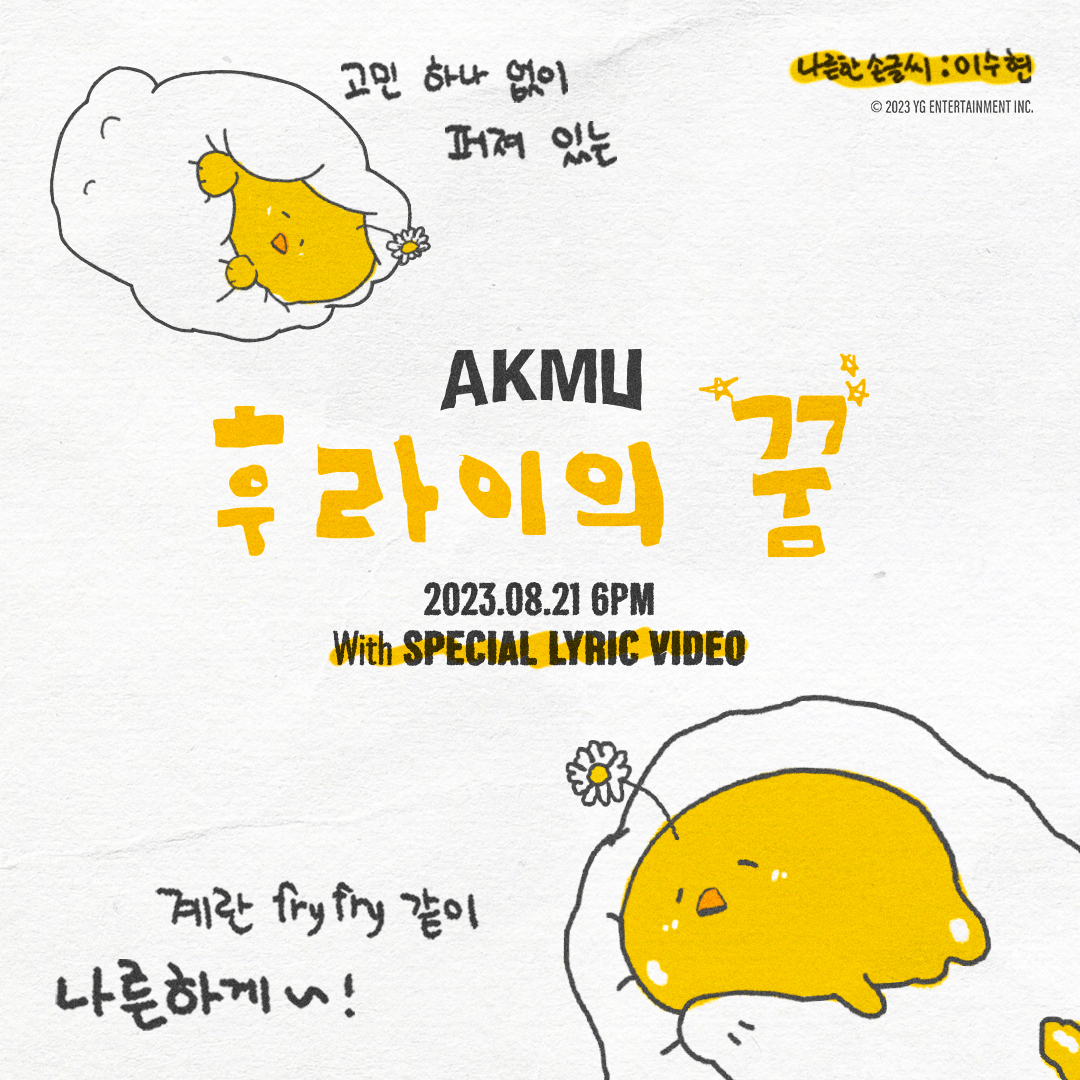 고민 하나 없이
퍼져 있는
나른한 손글씨 : 이수현
© 2023 YG ENTERTAINMENT INC.
AKMU
후라이의 꿈
2023.08.21 6PM
With SPECIAL LYRIC VIDEO
계란 fry fry 같이
나른하게 ~!